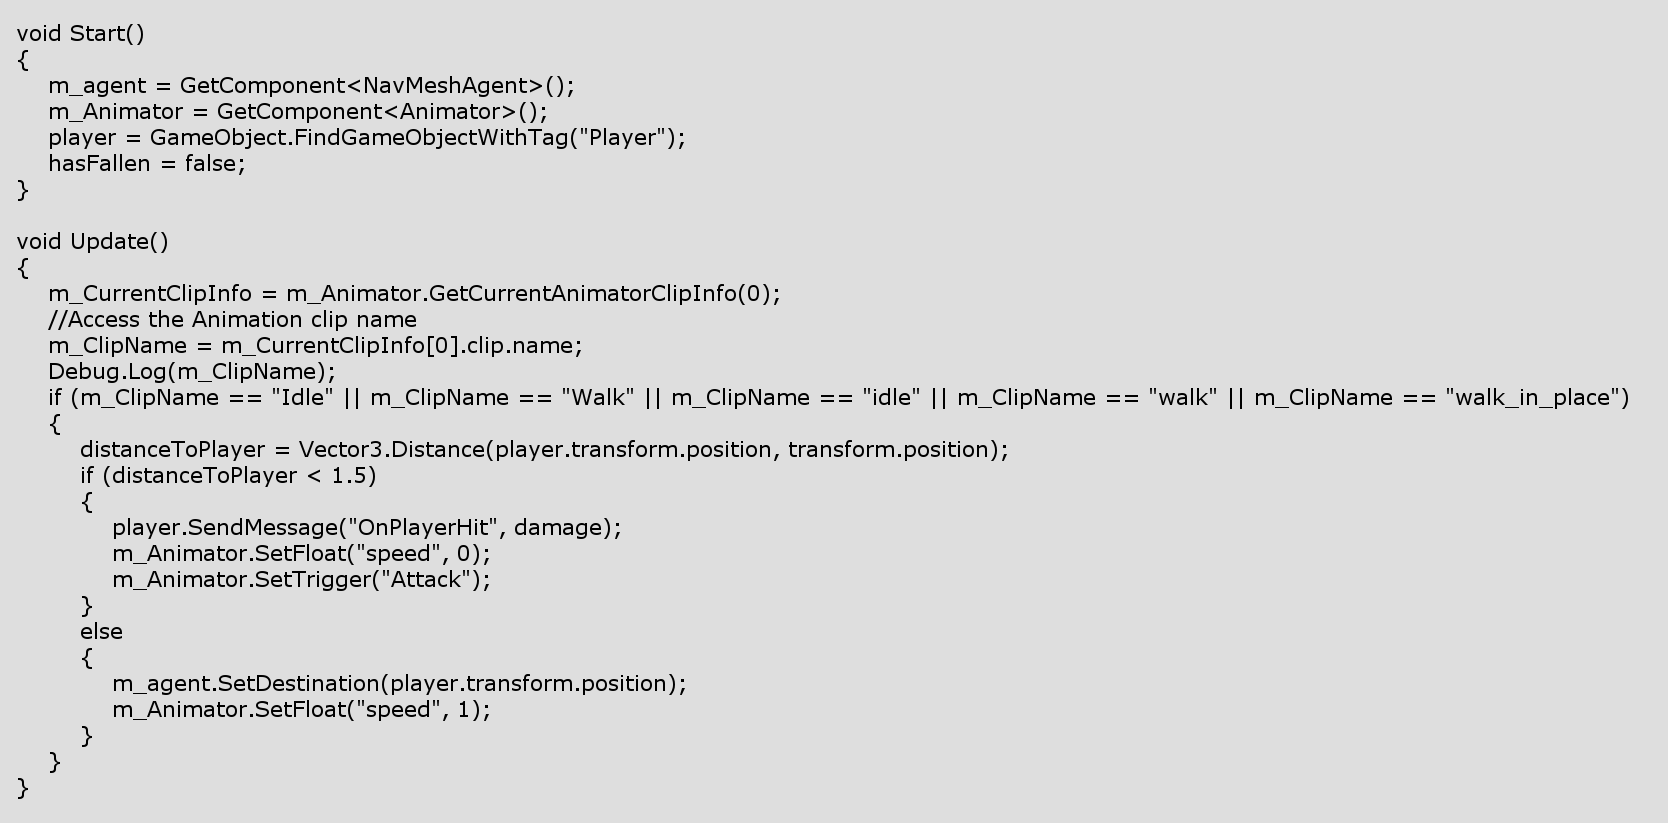 void Start()
{
m_agent = GetComponent<NavMeshAgent>();
m_Animator = GetComponent<Animator>();
player = GameObject.FindGameObjectWithTag("Player");
hasFallen = false;
}
void Update()
{
m_CurrentClipInfo = m_Animator.GetCurrentAnimatorClipInfo(0);
//Access the Animation clip name
m_ClipName = m_CurrentClipInfo[0].clip.name;
Debug.Log(m_ClipName);
if (m_ClipName == "Idle" || m_ClipName == "Walk" || m_ClipName == "idle" || m_ClipName == "walk" || m_ClipName == "walk_in_place")
{
distanceToPlayer = Vector3.Distance(player.transform.position, transform.position);
if (distanceToPlayer < 1.5)
{
player.SendMessage("OnPlayerHit", damage);
m_Animator.SetFloat("speed", 0);
m_Animator.SetTrigger("Attack");
}
else
{
m_agent.SetDestination(player.transform.position);
m_Animator.SetFloat("speed", 1);
}
}
}